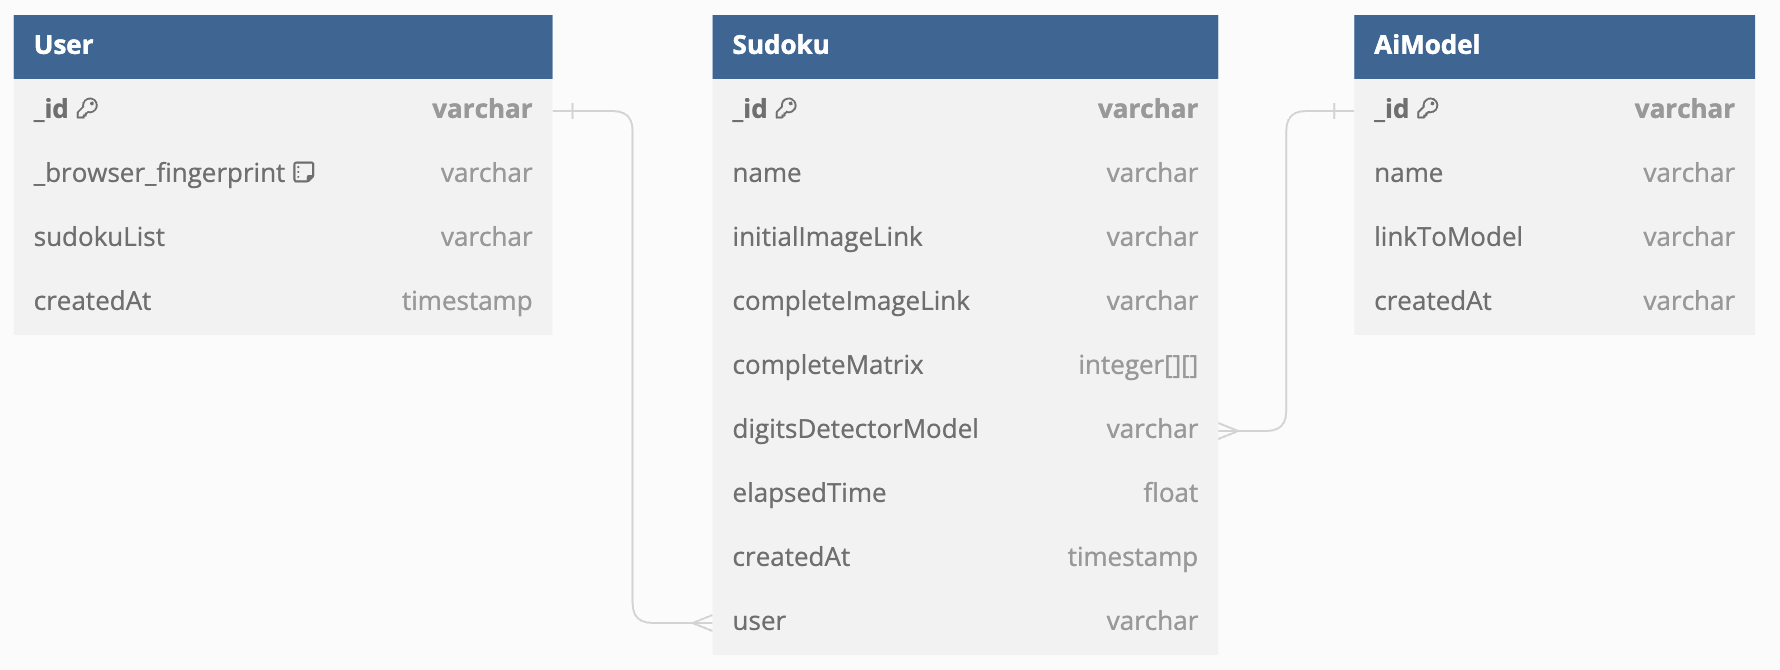 User
_id varchar
_browser_fingerprint varchar
sudokuList varchar
createdAt timestamp
Sudoku
_id varchar
name varchar
initialImageLink varchar
completeImageLink varchar
completeMatrix integer[][]
digitsDetectorModel varchar
elapsedTime float
createdAt timestamp
user varchar
AiModel
_id varchar
name varchar
linkToModel varchar
createdAt varchar